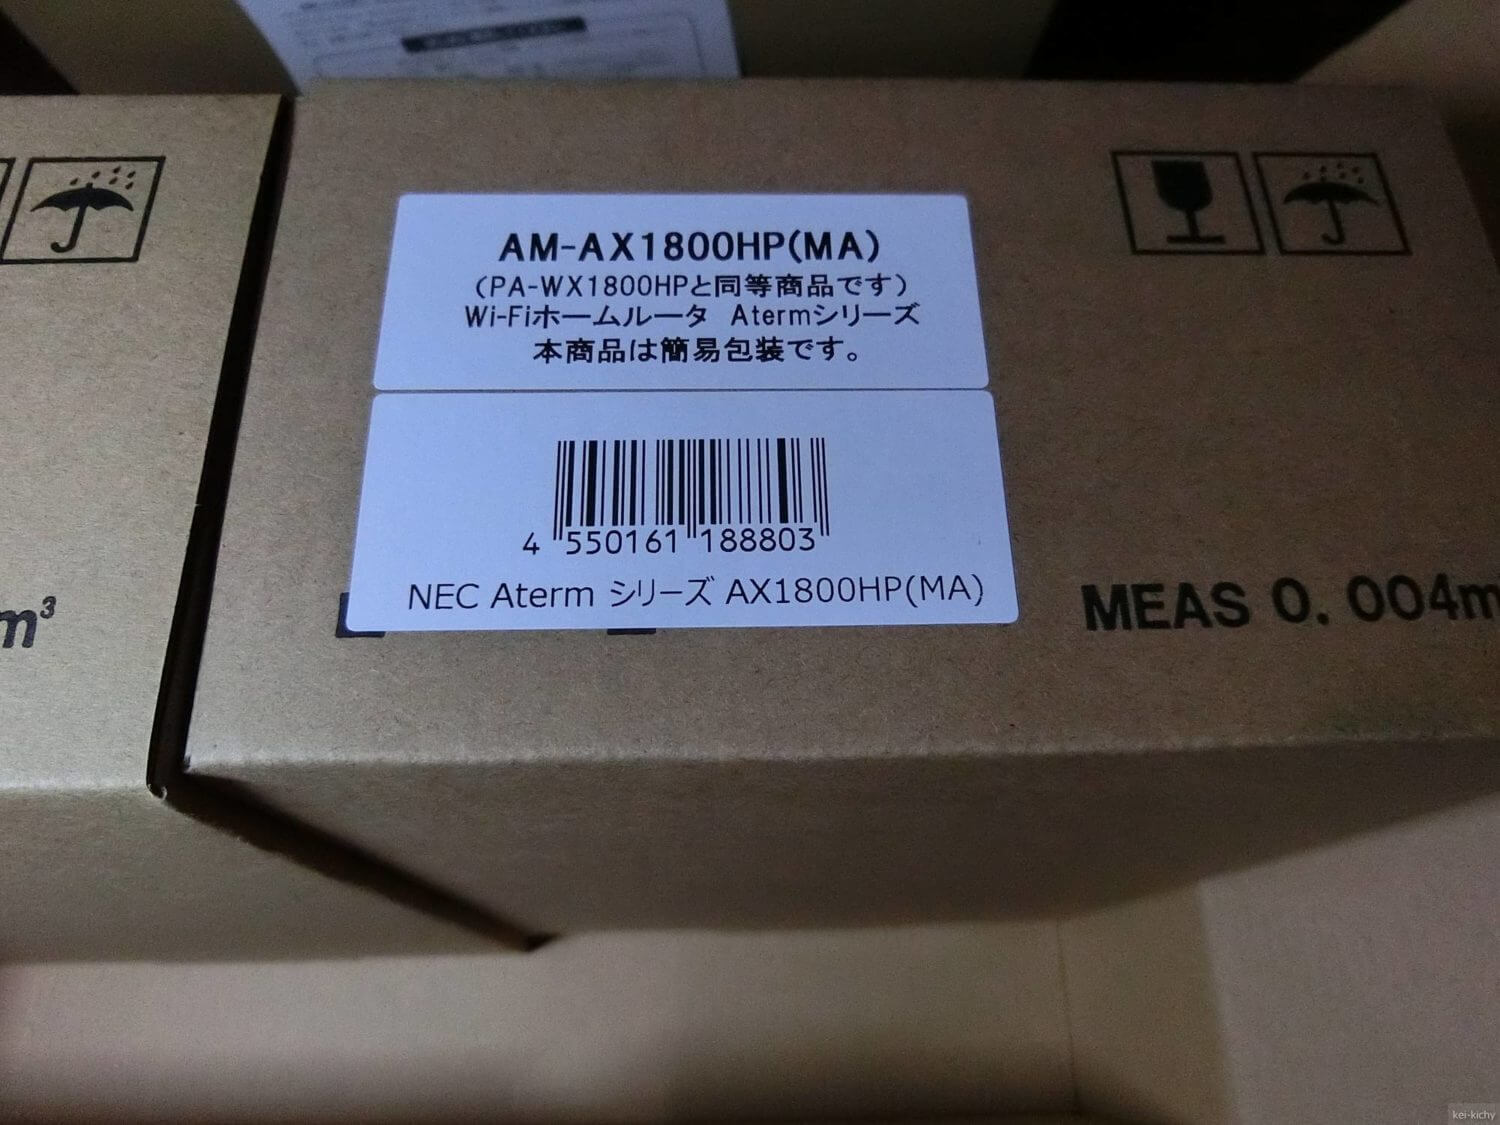 AM-AX1800HP(MA)
(PA-WX1800HPと同等商品です)
Wi-Fiホームルータ Atermシリーズ
本商品は簡易包装です。
4 550161 188803
NEC Aterm シリーズ AX1800HP(MA)
MEAS 0. 004m
m³
kei-kichy